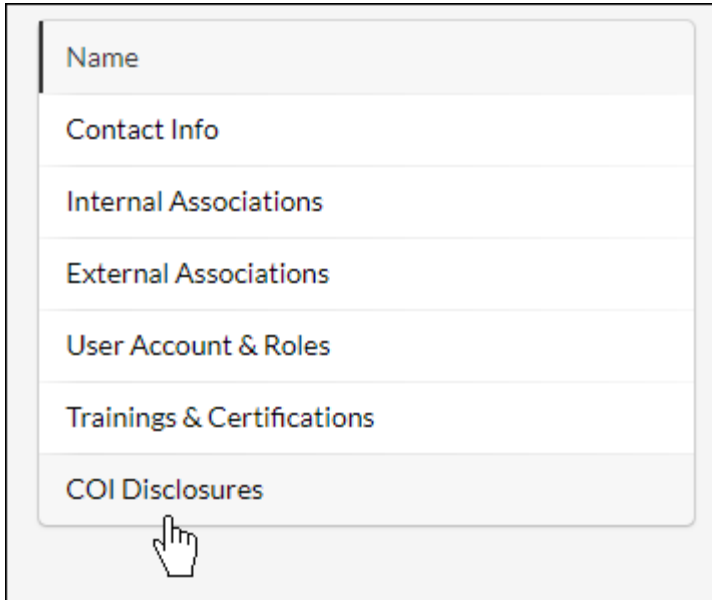 Name
Contact Info
Internal Associations
External Associations
User Account & Roles
Trainings & Certifications
COI Disclosures